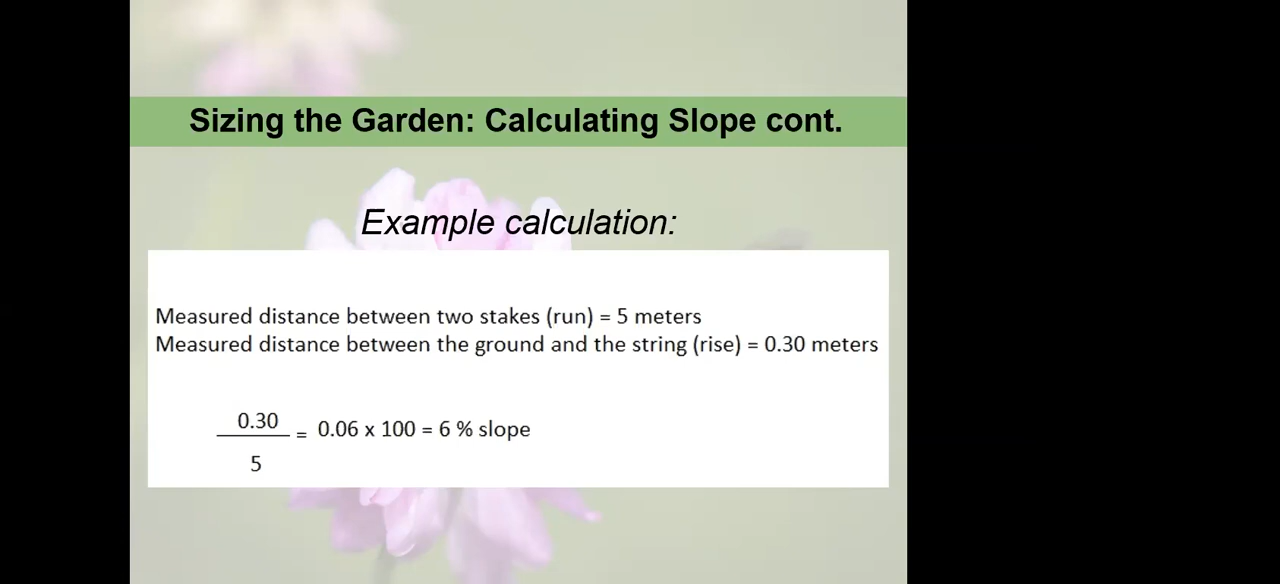 Sizing the Garden: Calculating Slope cont.
Example calculation:
Measured distance between two stakes (run) = 5 meters
Measured distance between the ground and the string (rise) = 0.30 meters
0.30
= 0.06 x 100 = 6 % slope
5